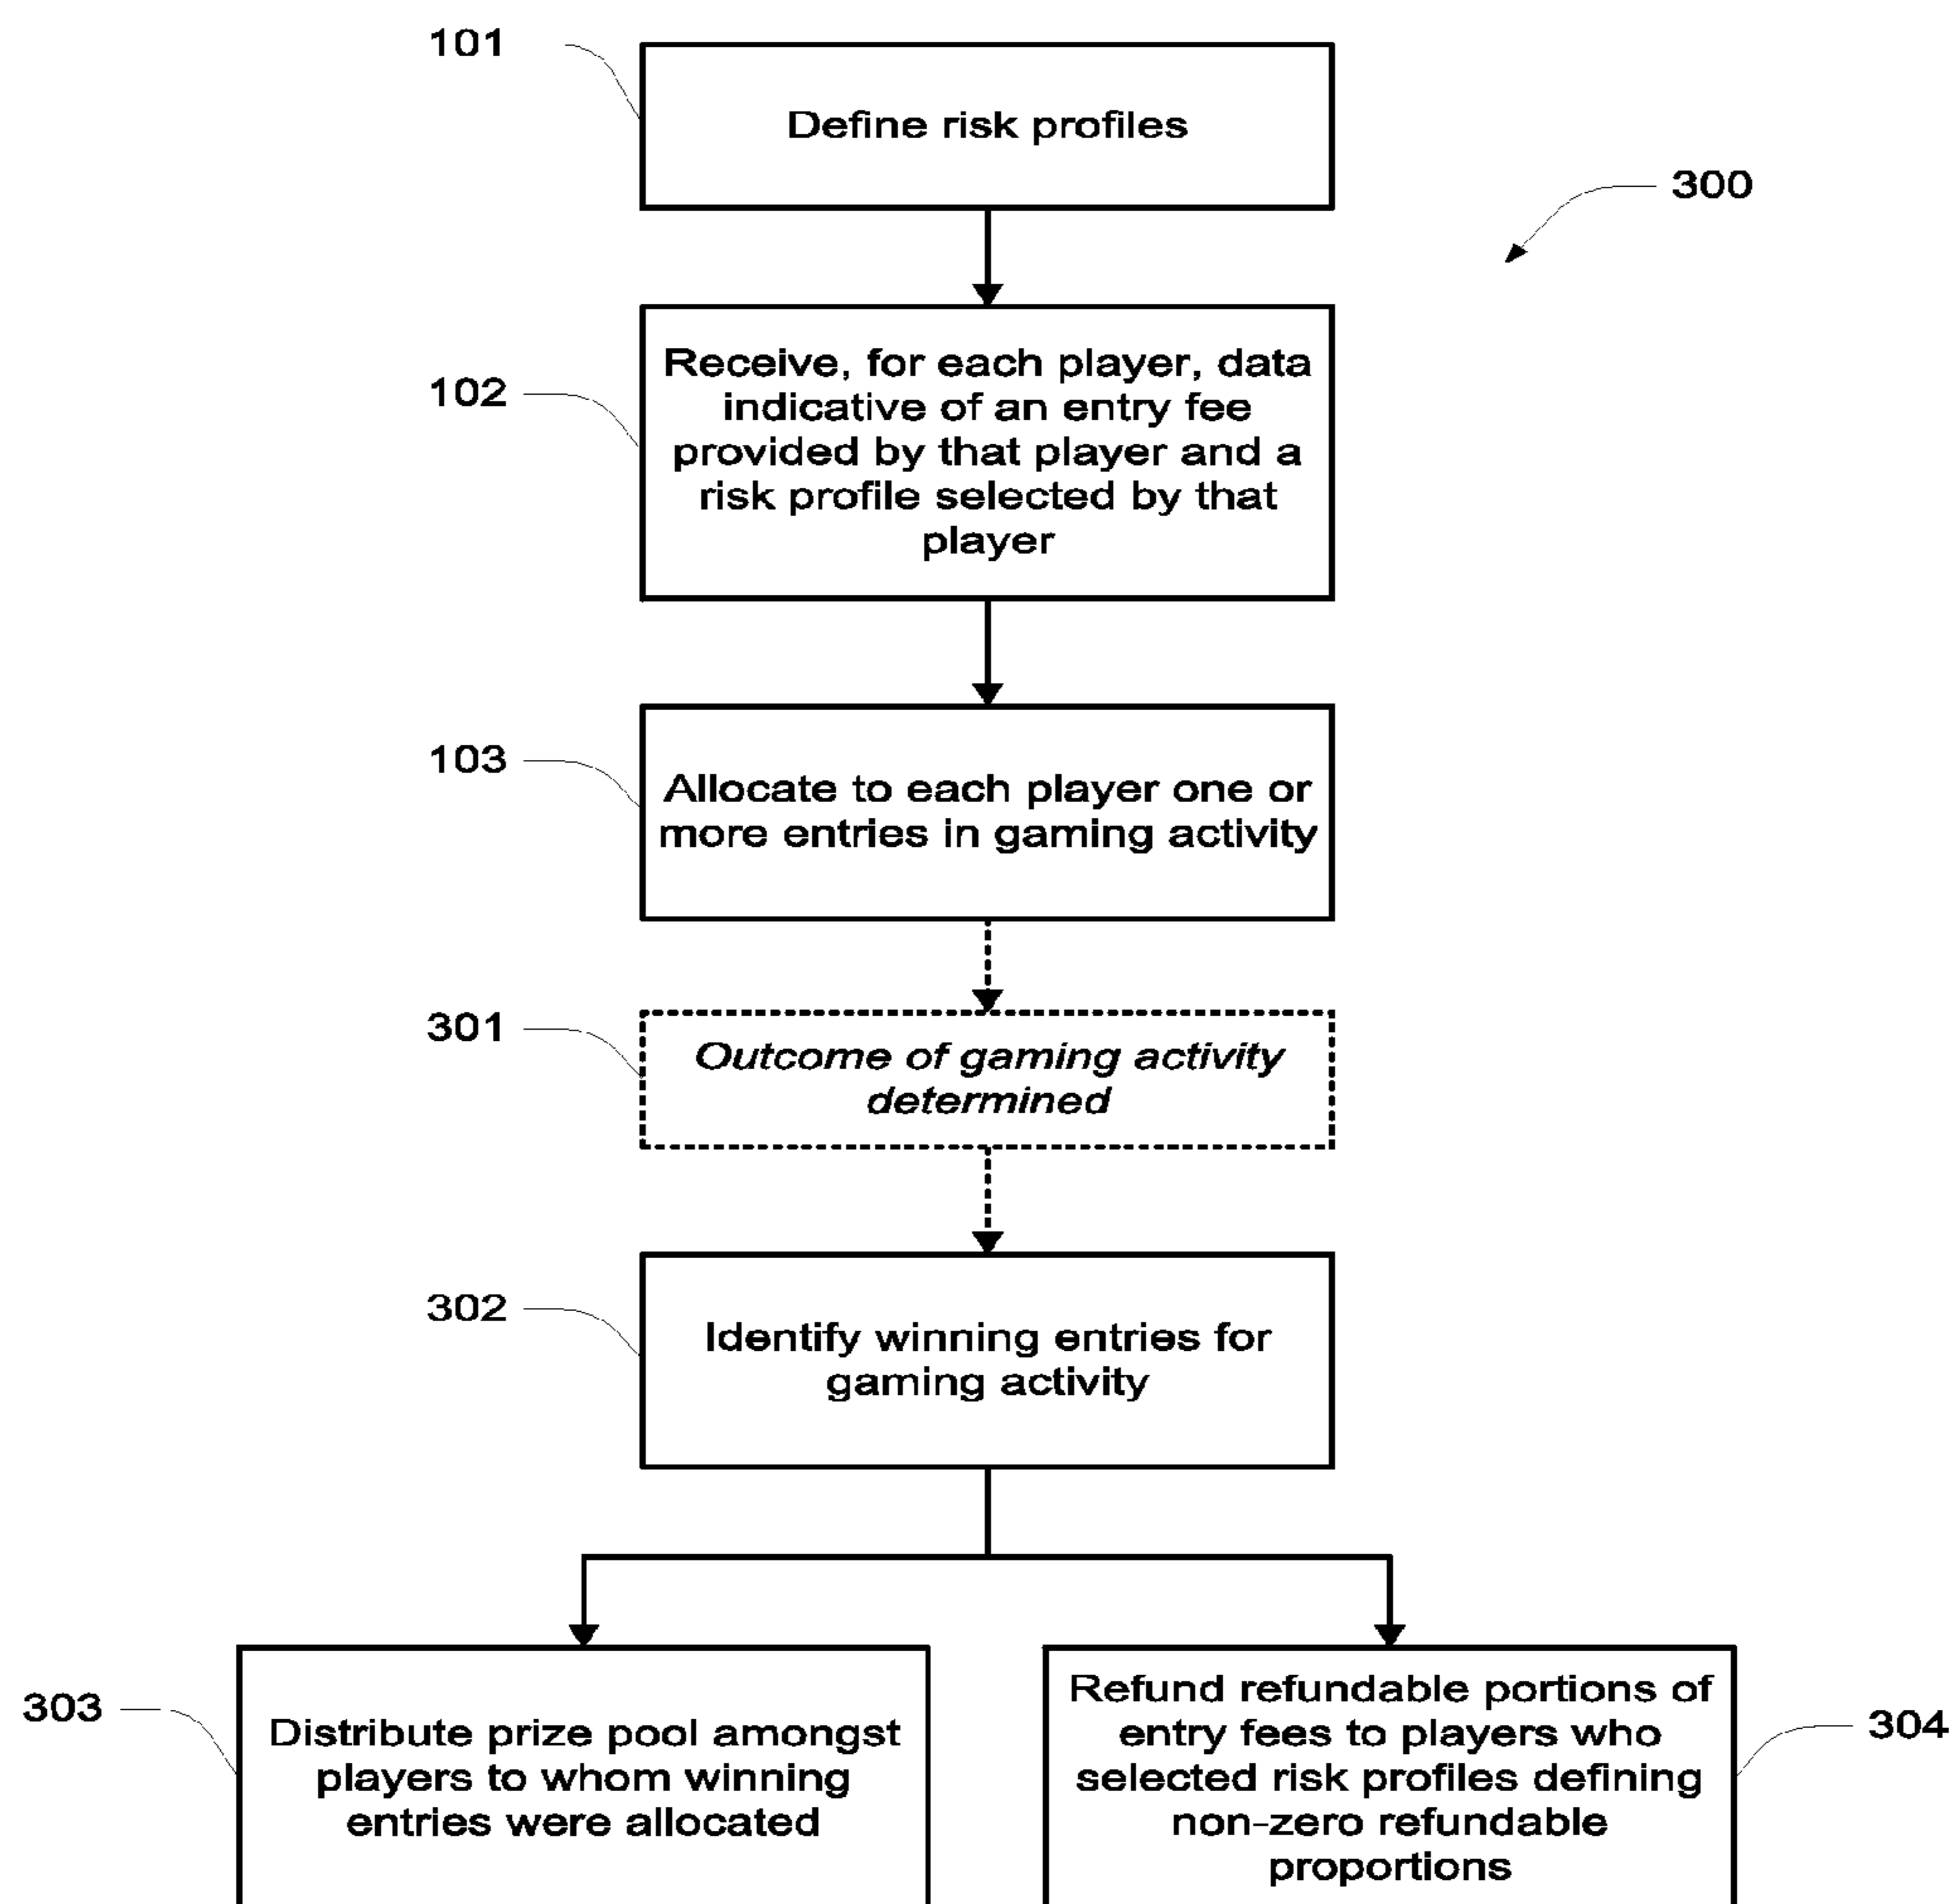 101
Define risk profiles
300
102
Receive, for each player, data
indicative of an entry fee
provided by that player and a
risk profile selected by that
player
103
Allocate to each player one or
more entries in gaming activity
301
Outcome of gaming activity
determined
302
Identify winning entries for
gaming activity
303
Distribute prize pool amongst
players to whom winning
entries were allocated
Refund refundable portions of
entry fees to players who
selected risk profiles defining
non-zero refundable
proportions
304